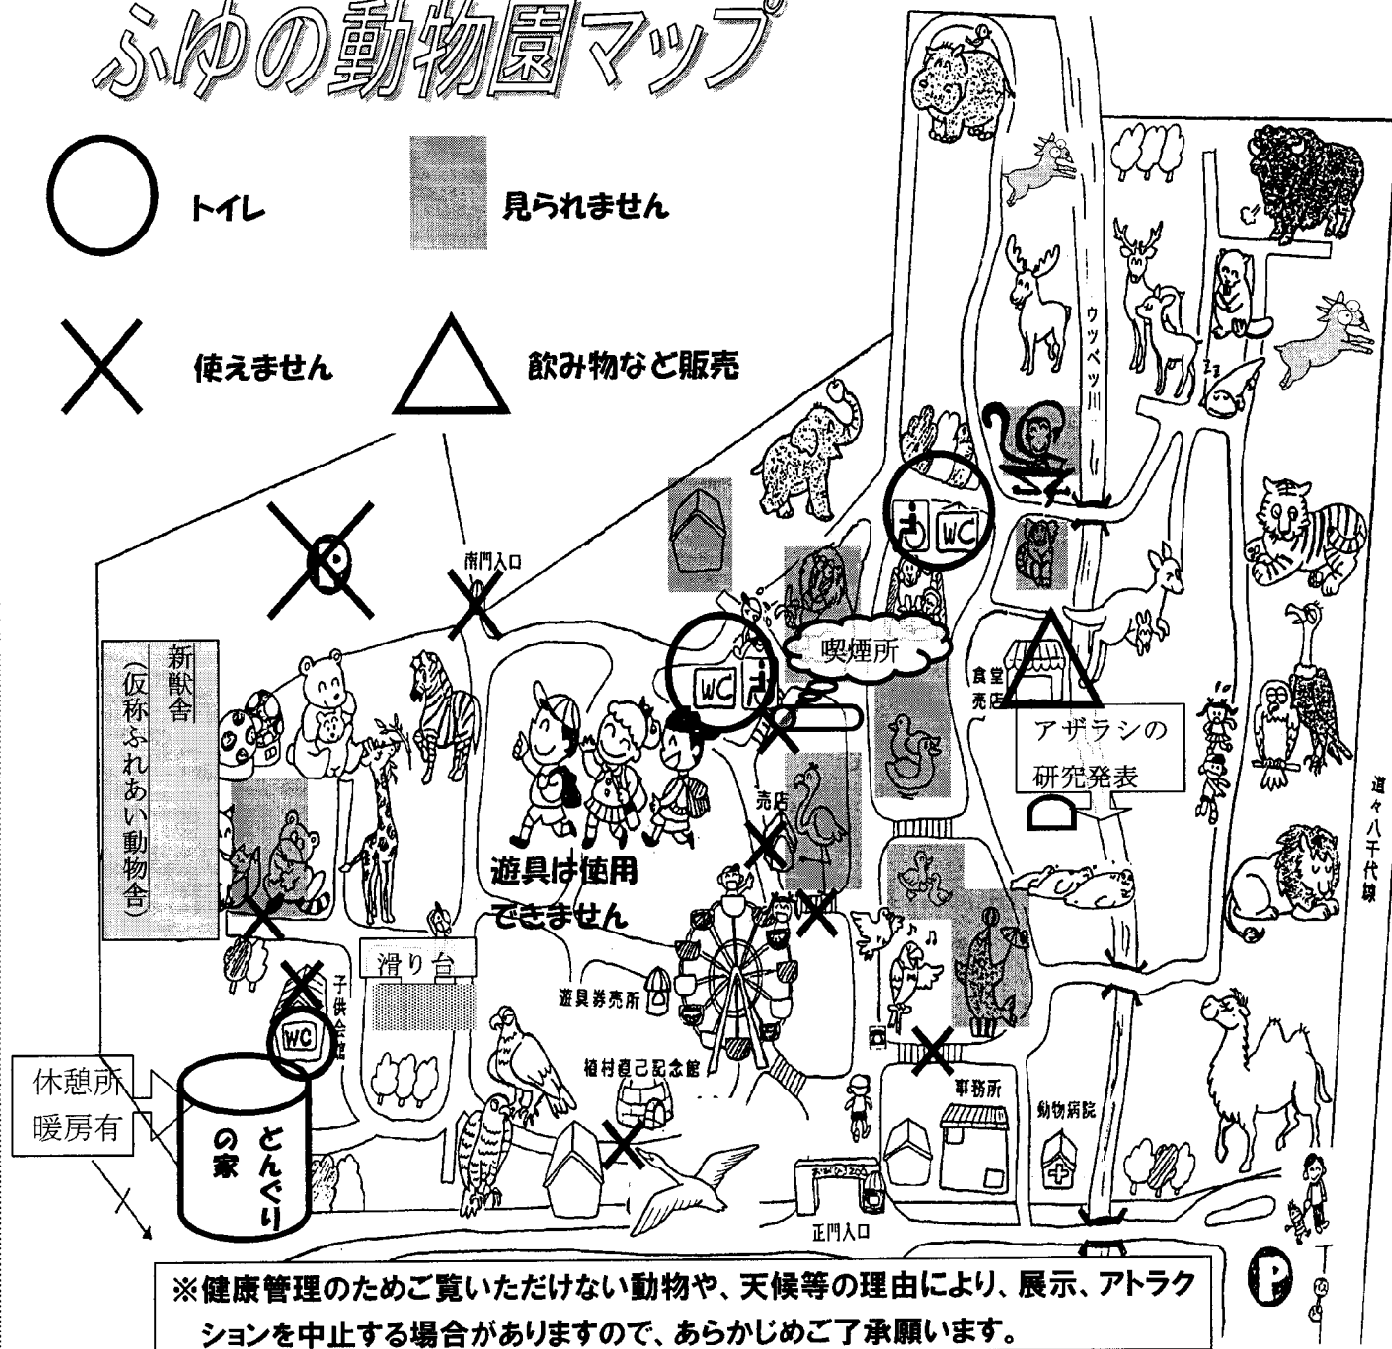 ふゆの動物園マップ
トイレ
見られません
使えません
飲み物など販売
ウツベツ川
南門入口
P
WC
喫煙所
WC
食堂
売店
アザラシの
研究発表
新獣舎
(仮称ふれあい動物舎)
売店
遊具は使用
できません
道々八千代線
滑り台
子供会館
WC
遊具券売所
植村直己記念館
休憩所
暖房有
どんぐり
の家
事務所
動物病院
正門入口
P
※健康管理のためご覧いただけない動物や、天候等の理由により、展示、アトラク
ションを中止する場合がありますので、あらかじめご了承願います。